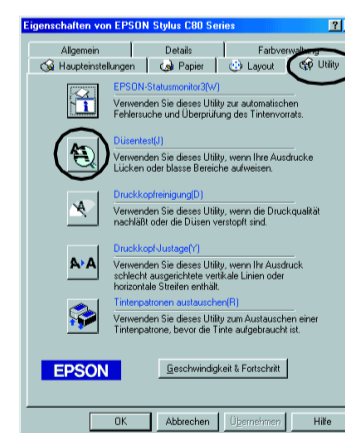 Eigenschaften von EPSON Stylus C80 Series
Allgemein Details Farbverwaltung
Haupteinstellungen Papier Layout Utility
EPSON-Statusmonitor3(W)
Verwenden Sie dieses Utility zur automatischen
Fehlersuche und Überprüfung des Tintenvorrats.
Düsentest(J)
Verwenden Sie dieses Utility, wenn Ihre Ausdrucke
Lücken oder blasse Bereiche aufweisen.
Druckkopfreinigung(D)
Verwenden Sie dieses Utility, wenn die Druckqualität
nachläßt oder die Düsen verstopft sind.
Druckkopf-Justage(Y)
Verwenden Sie dieses Utility, wenn Ihr Ausdruck
schlecht ausgerichtete vertikale Linien oder
horizontale Streifen enthält.
Tintenpatronen austauschen(R)
Verwenden Sie dieses Utility zum Austauschen einer
Tintenpatrone, bevor die Tinte aufgebraucht ist.
EPSON Geschwindigkeit & Fortschritt
OK Abbrechen Übernehmen Hilfe